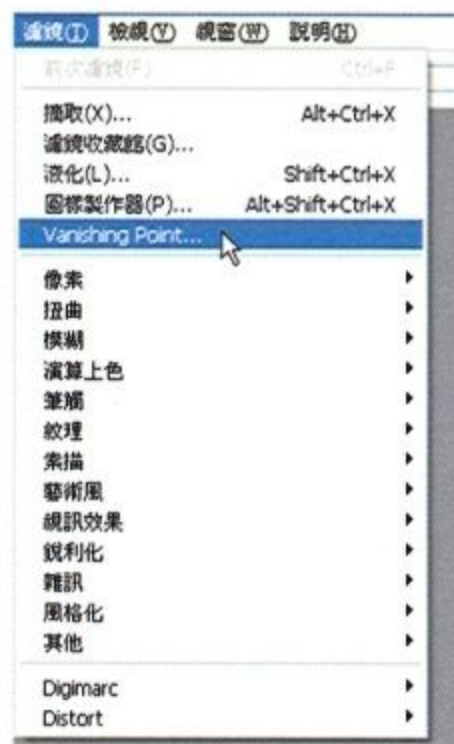 濾鏡(T) 檢視(V) 視窗(W) 說明(H)
前次濾鏡(F) Ctrl+F
擷取(X)... Alt+Ctrl+X
濾鏡收藏館(G)...
液化(L)... Shift+Ctrl+X
圖樣製作器(P)... Alt+Shift+Ctrl+X
Vanishing Point...
像素
扭曲
模糊
演算上色
筆觸
紋理
素描
藝術風
視訊效果
銳利化
雜訊
風格化
其他
Digimarc
Distort